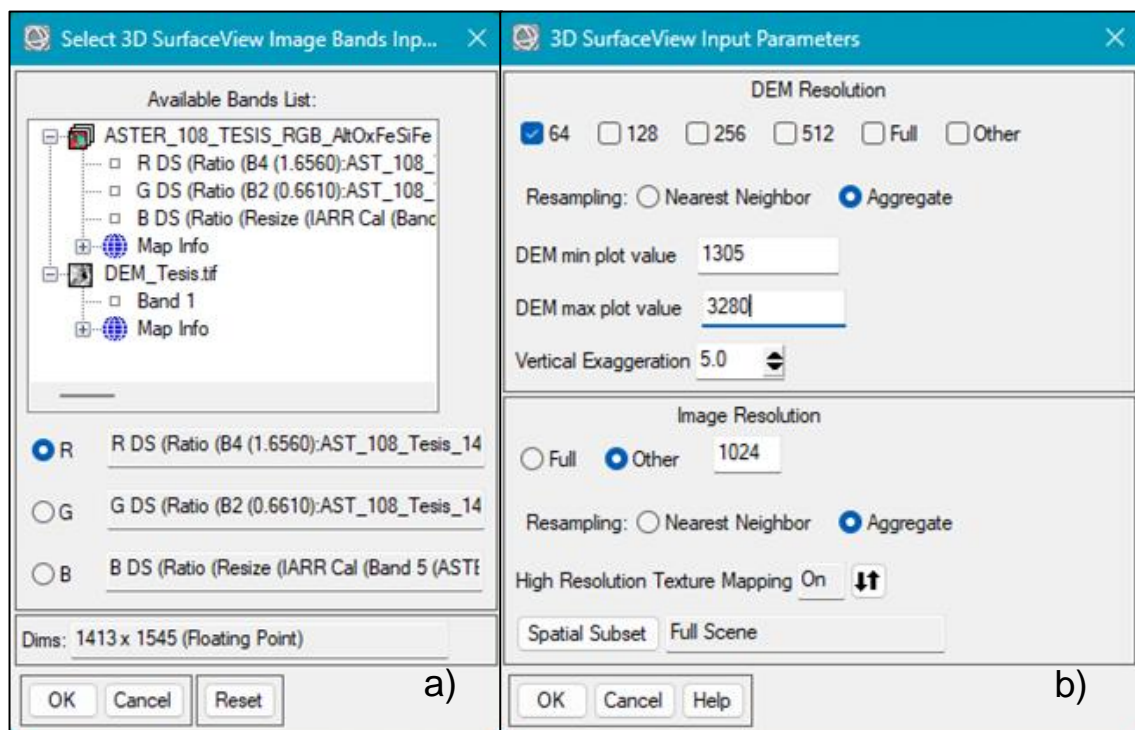 Select 3D SurfaceView Image Bands Inp...
Available Bands List:
ASTER_108_TESIS_RGB_AltOxFeSiFe
R DS (Ratio (B4 (1.6560):AST_108_
G DS (Ratio (B2 (0.6610):AST_108_
B DS (Ratio (Resize (IARR Cal (Band
Map Info
DEM_Tesis.tif
Band 1
Map Info
R R DS (Ratio (B4 (1.6560):AST_108_Tesis_14
G G DS (Ratio (B2 (0.6610):AST_108_Tesis_14
B B DS (Ratio (Resize (IARR Cal (Band 5 (ASTE
Dims: 1413 x 1545 (Floating Point)
OK Cancel Reset
a)
3D SurfaceView Input Parameters
DEM Resolution
64 128 256 512 Full Other
Resampling: Nearest Neighbor Aggregate
DEM min plot value 1305
DEM max plot value 3280
Vertical Exaggeration 5.0
Image Resolution
Full Other 1024
Resampling: Nearest Neighbor Aggregate
High Resolution Texture Mapping On
Spatial Subset Full Scene
OK Cancel Help
b)